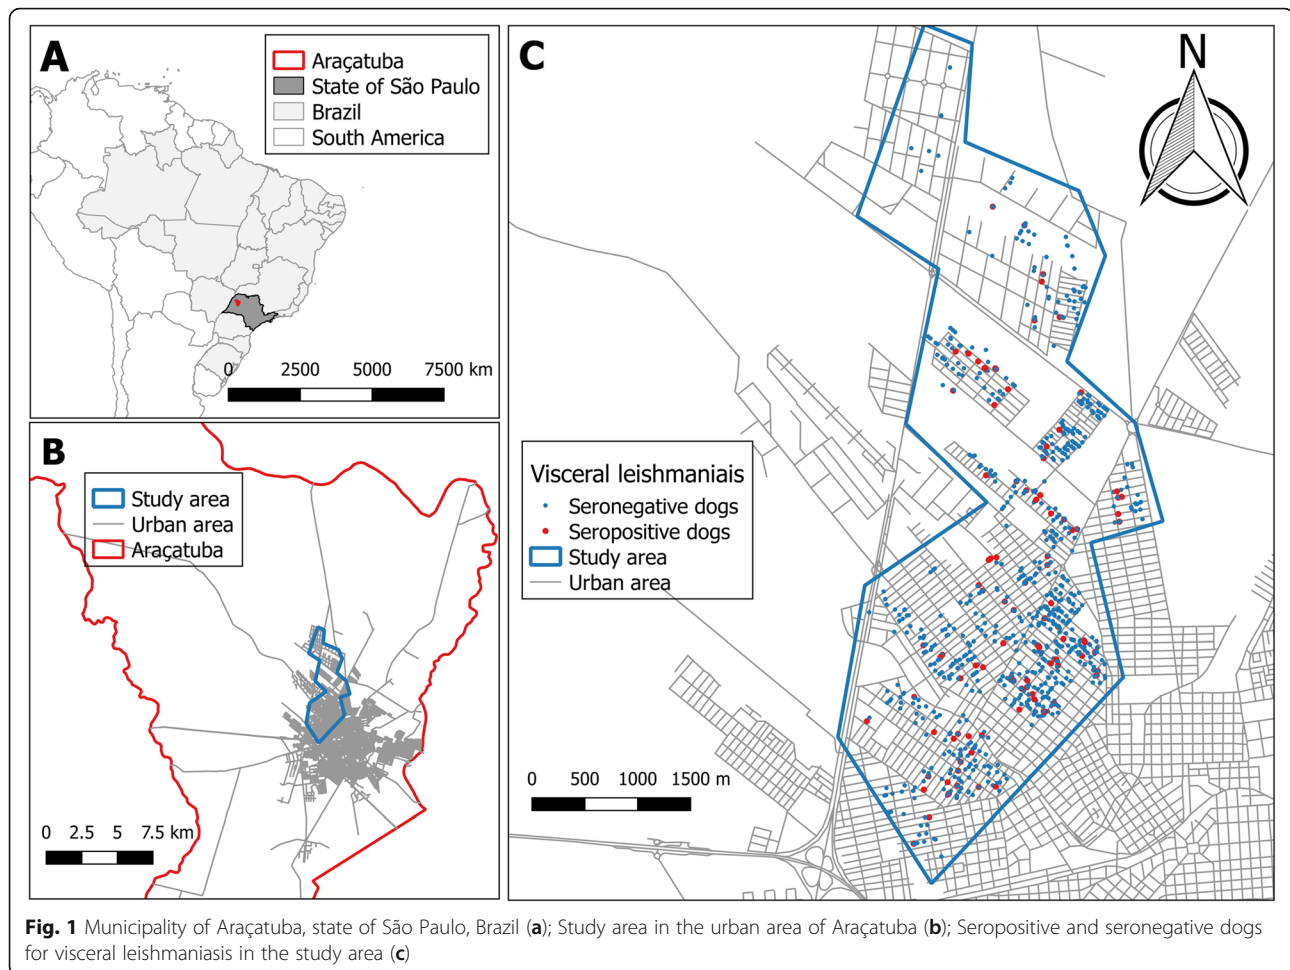 A
Araçatuba
State of São Paulo
Brazil
South America
0 2500 5000 7500 km
B
Study area
Urban area
Araçatuba
0 2.5 5 7.5 km
C
N
Visceral leishmaniais
Seronegative dogs
Seropositive dogs
Study area
Urban area
0 500 1000 1500 m
Fig. 1 Municipality of Araçatuba, state of São Paulo, Brazil (a); Study area in the urban area of Araçatuba (b); Seropositive and seronegative dogs
for visceral leishmaniasis in the study area (c)